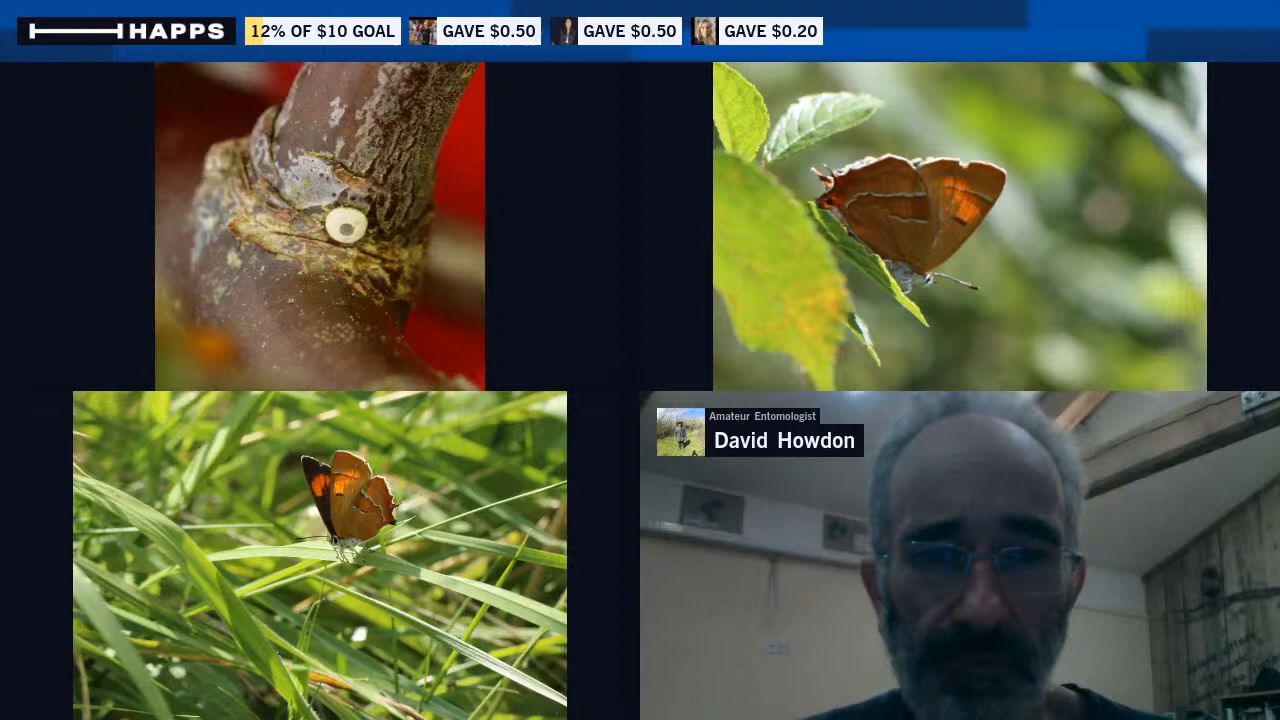 HAPPS
12% OF $10 GOAL
GAVE $0.50
GAVE $0.50
GAVE $0.20
Amateur Entomologist
David Howdon